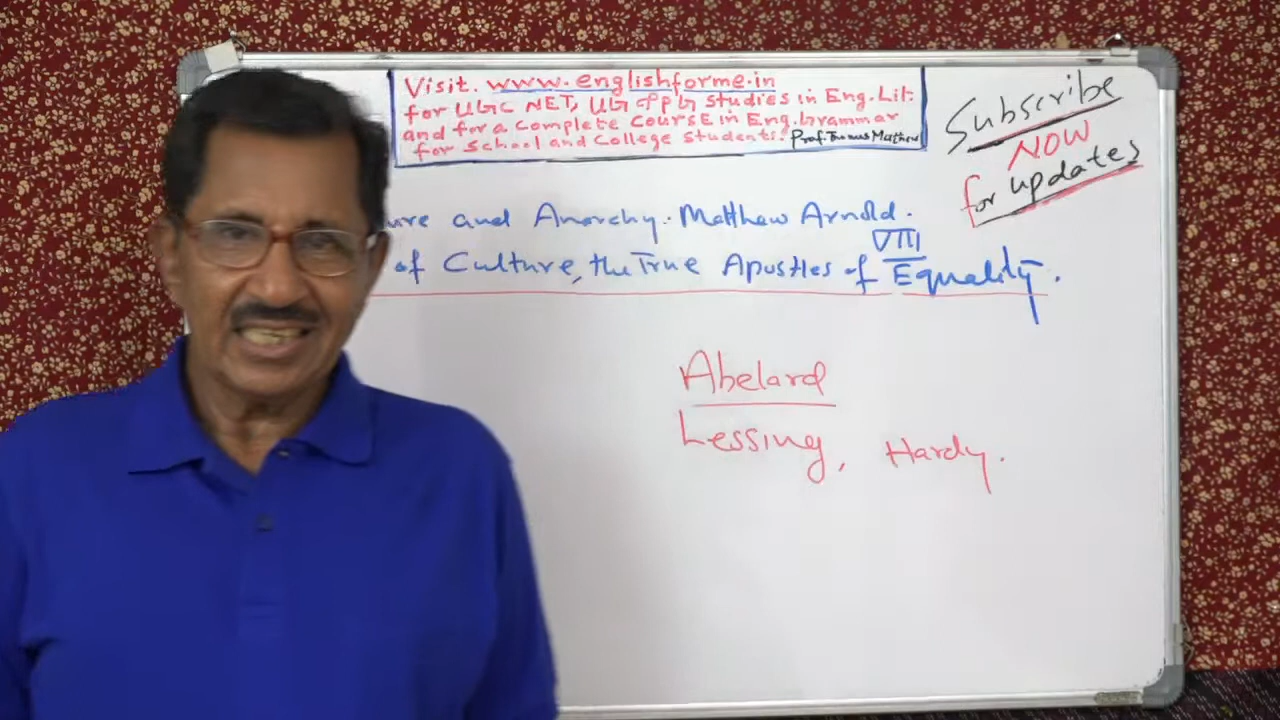 Visit. www.englishforme.in
for UGC NET, UG & PG studies in Eng. Lit.
and for a complete CoursE in Eng. Grammar
for School and College students. Prof. Thomas Mathew
Subscribe
NOW
for updates
ure and Anarchy. Matthew Arnold.
VIII
of Culture, the True Apostles of Equality.
Abelard
Lessing, Hardy.